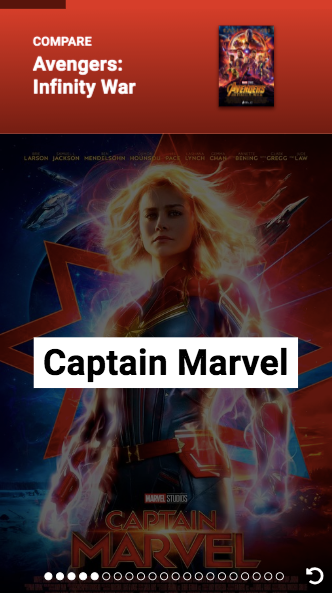 COMPARE
Avengers:
Infinity War
AVENGERS
LARSON JACKSON MENDELSOHN HOUNSOU PACE LYNCH CHAN BENING GREGG LAW
Captain Marvel
MARVEL STUDIOS
CAPTAIN
MARVEL